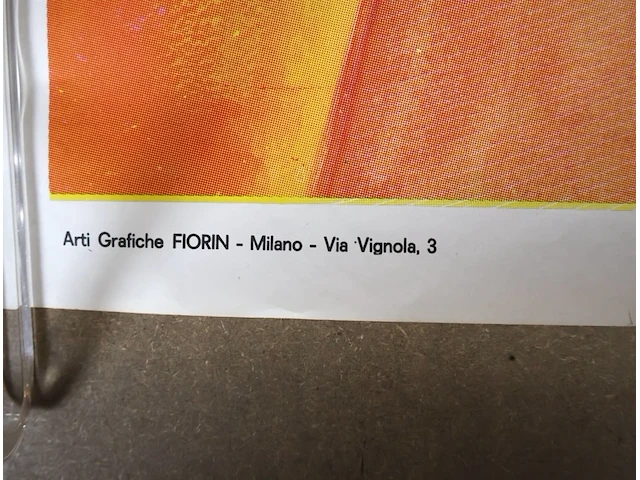 Arti Grafiche FIORIN - Milano - Via Vignola, 3